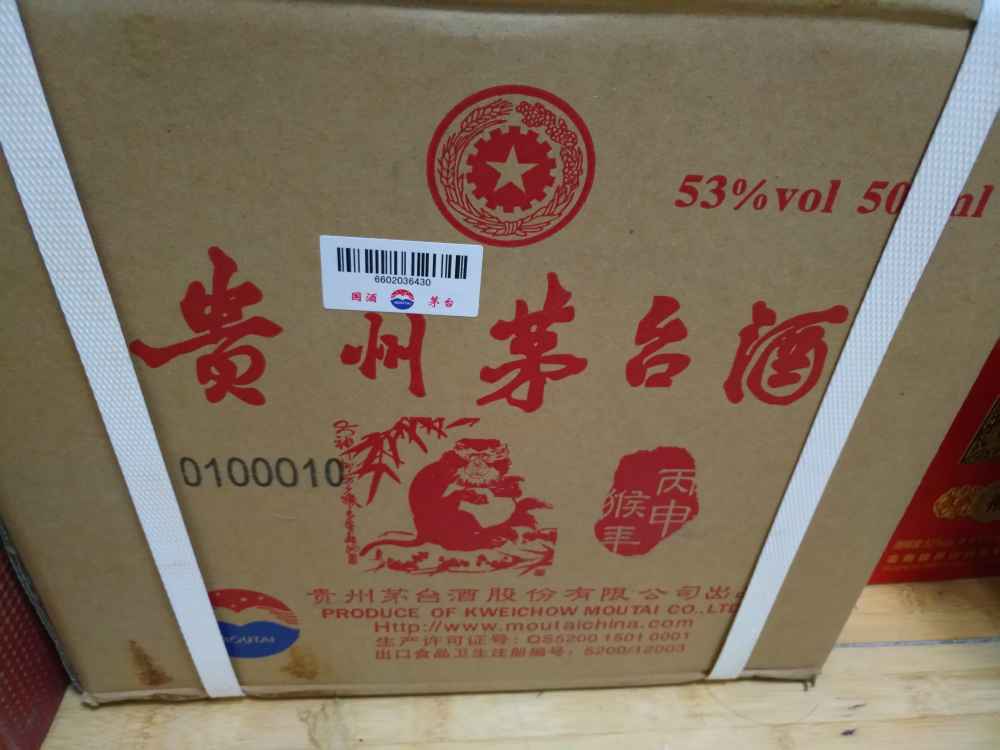 53%vol 50 ml
6602036430
国酒 MOUTAI 茅台
贵州茅台酒
0100010
丙申
猴年
MOUTAI
贵州茅台酒股份有限公司出
PRODUCE OF KWEICHOW MOUTAI CO.,LTD
Http://www.moutaichina.com
生产许可证号：QS5200 1501 0001
出口食品卫生注册编号：5200/12003